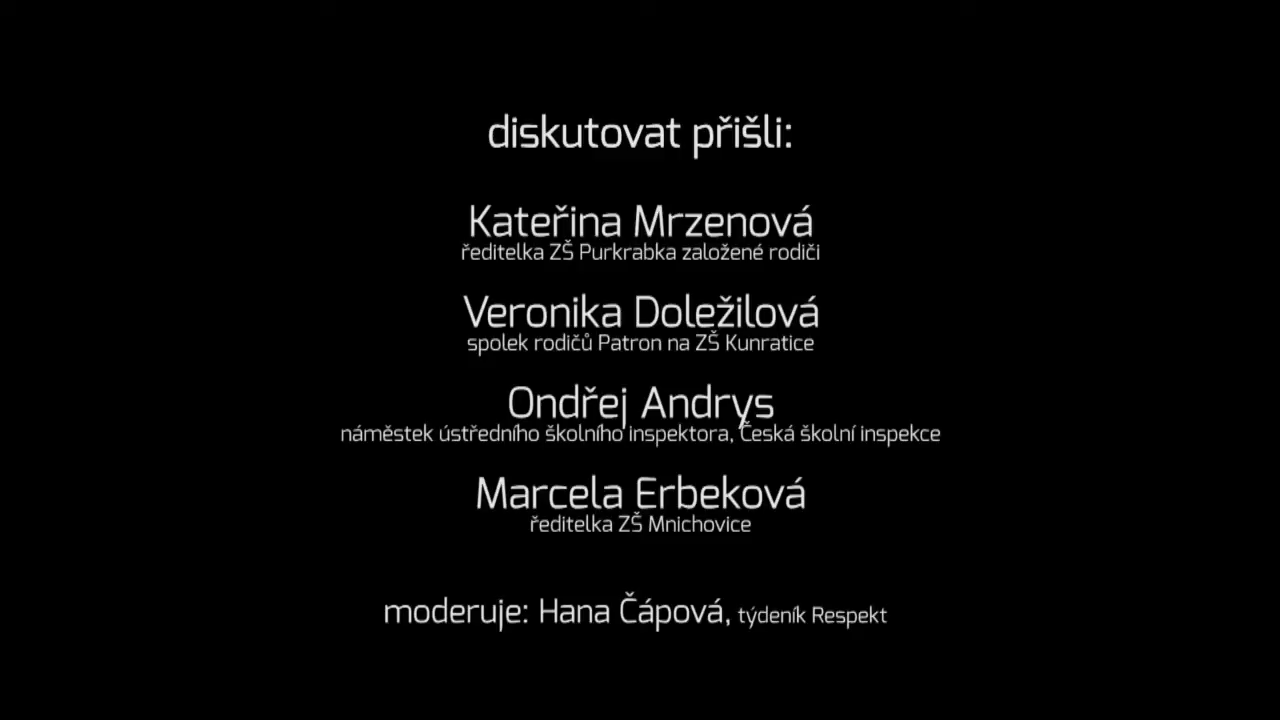 diskutovat přišli:
Kateřina Mrzenová
ředitelka ZŠ Purkrabka založené rodiči
Veronika Doležilová
spolek rodičů Patron na ZŠ Kunratice
Ondřej Andrys
náměstek ústředního školního inspektora, Česká školní inspekce
Marcela Erbeková
ředitelka ZŠ Mnichovice
moderuje: Hana Čápová, týdeník Respekt